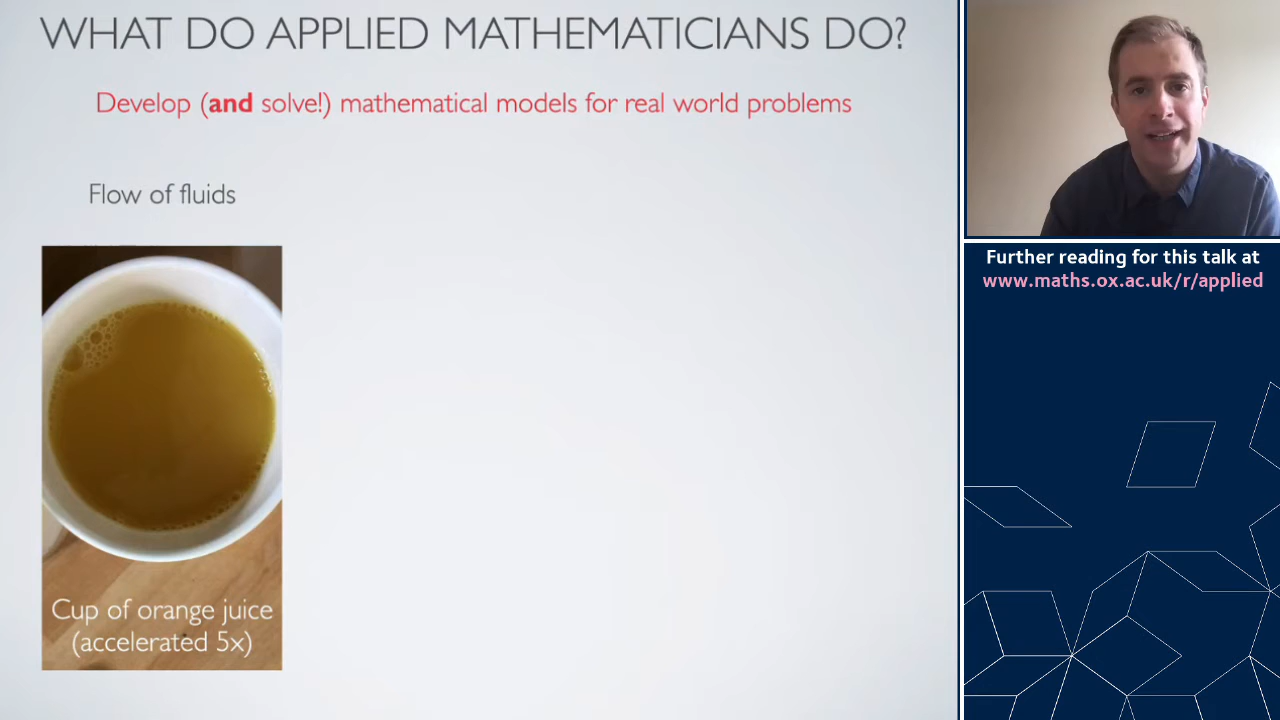 WHAT DO APPLIED MATHEMATICIANS DO?
Develop (and solve!) mathematical models for real world problems
Flow of fluids
Cup of orange juice
(accelerated 5x)
Further reading for this talk at
www.maths.ox.ac.uk/r/applied